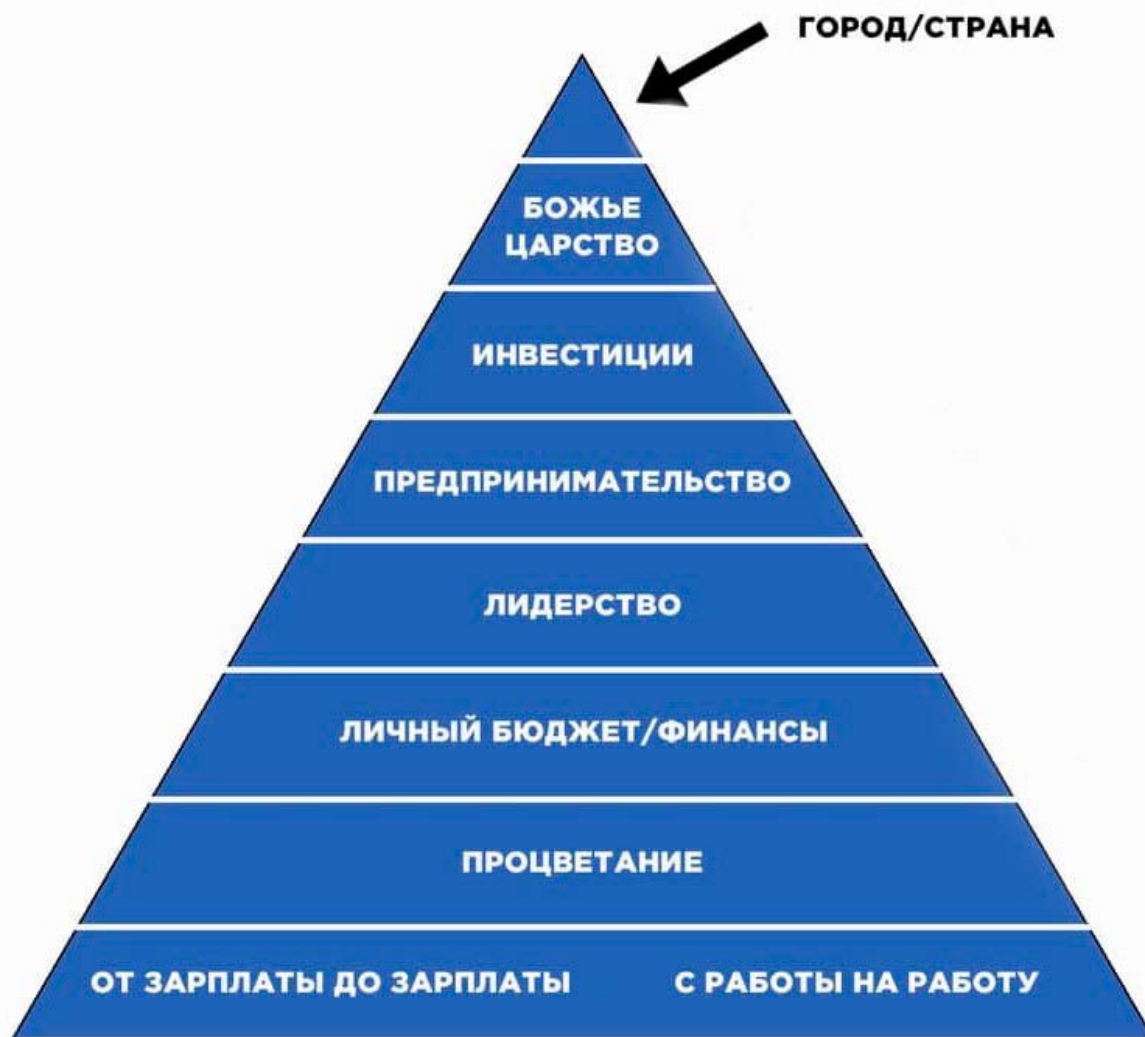 ГОРОД/СТРАНА
БОЖЬЕ
ЦАРСТВО
ИНВЕСТИЦИИ
ПРЕДПРИНИМАТЕЛЬСТВО
ЛИДЕРСТВО
ЛИЧНЫЙ БЮДЖЕТ/ФИНАНСЫ
ПРОЦВЕТАНИЕ
ОТ ЗАРПЛАТЫ ДО ЗАРПЛАТЫ С РАБОТЫ НА РАБОТУ